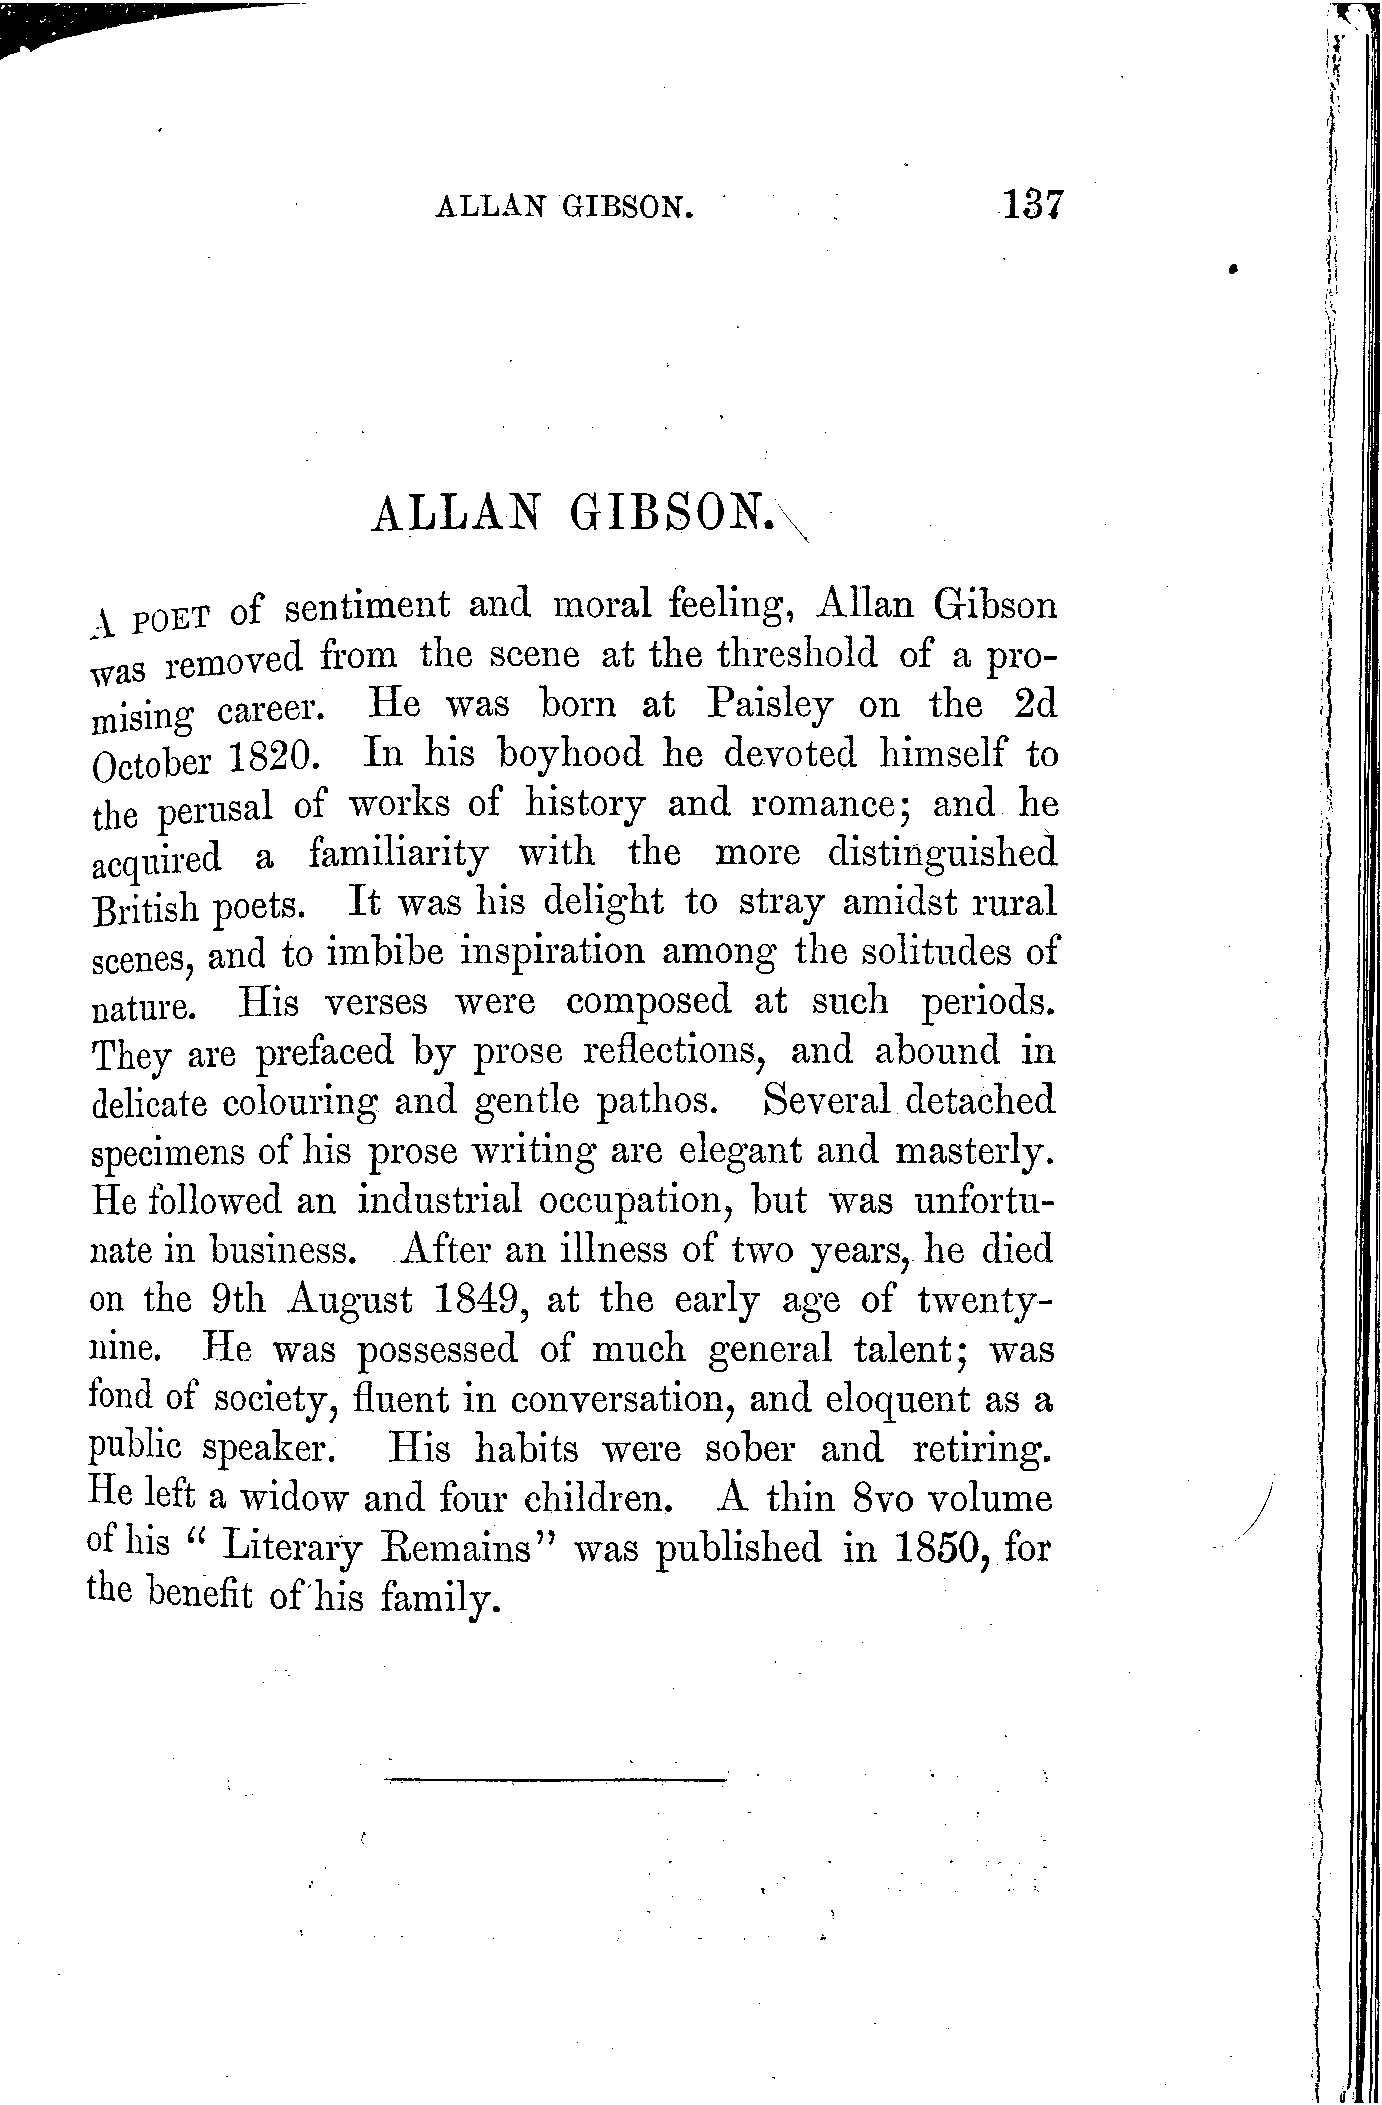 ALLAN GIBSON. 137
ALLAN GIBSON.
A POET of sentiment and moral feeling, Allan Gibson
was removed from the scene at the threshold of a pro-
mising career. He was born at Paisley on the 2d
October 1820. In his boyhood he devoted himself to
the perusal of works of history and romance; and he
acquired a familiarity with the more distinguished
British poets. It was his delight to stray amidst rural
scenes, and to imbibe inspiration among the solitudes of
nature. His verses were composed at such periods.
They are prefaced by prose reflections, and abound in
delicate colouring and gentle pathos. Several detached
specimens of his prose writing are elegant and masterly.
He followed an industrial occupation, but was unfortu-
nate in business. After an illness of two years, he died
on the 9th August 1849, at the early age of twenty-
nine. He was possessed of much general talent; was
fond of society, fluent in conversation, and eloquent as a
public speaker. His habits were sober and retiring.
He left a widow and four children. A thin 8vo volume
of his “ Literary Remains” was published in 1850, for
the benefit of his family.